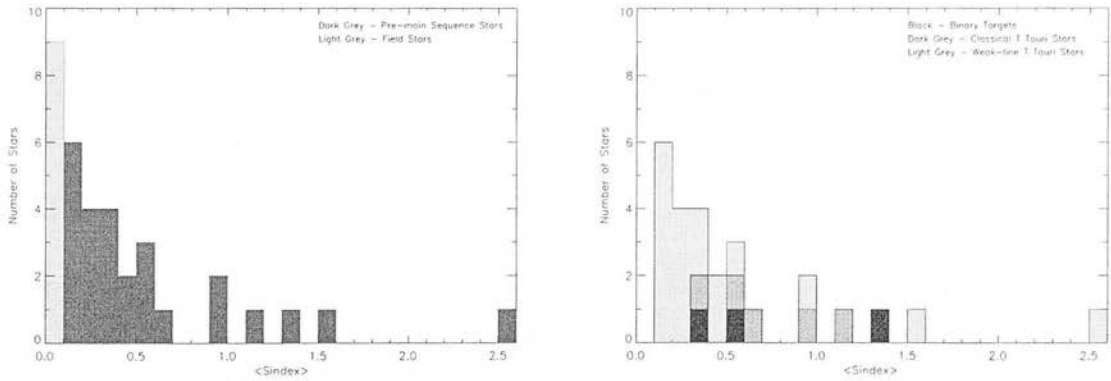 Dark Grey – Pre-main Sequence Stars
Light Grey – Field Stars
Number of Stars
10
8
6
4
2
0
0.0 0.5 1.0 1.5 2.0 2.5
<Sindex>
Black – Binary Targets
Dark Grey – Classical T Tauri Stars
Light Grey – Weak-line T Tauri Stars
Number of Stars
10
8
6
4
2
0
0.0 0.5 1.0 1.5 2.0 2.5
<Sindex>